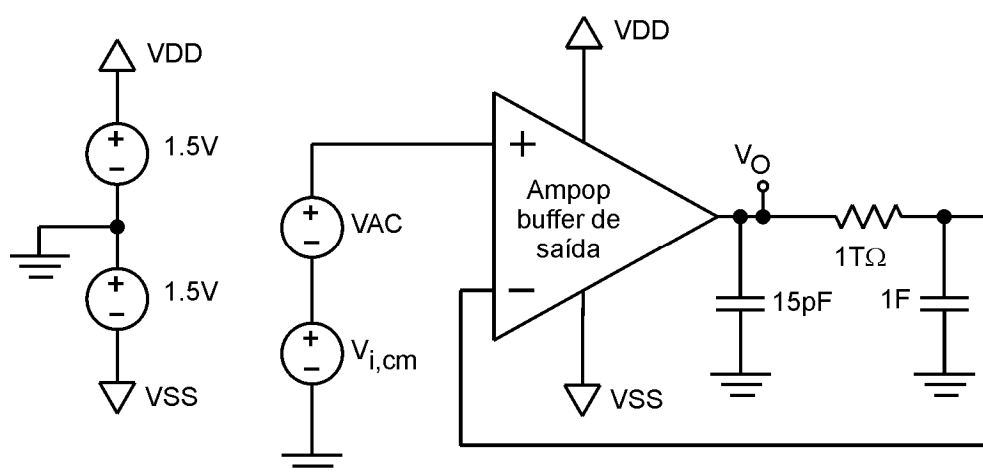 VDD
1.5V
1.5V
VSS
VDD
+
−
Ampop
buffer de
saída
VAC
Vi,cm
VSS
VO
1TΩ
15pF
1F